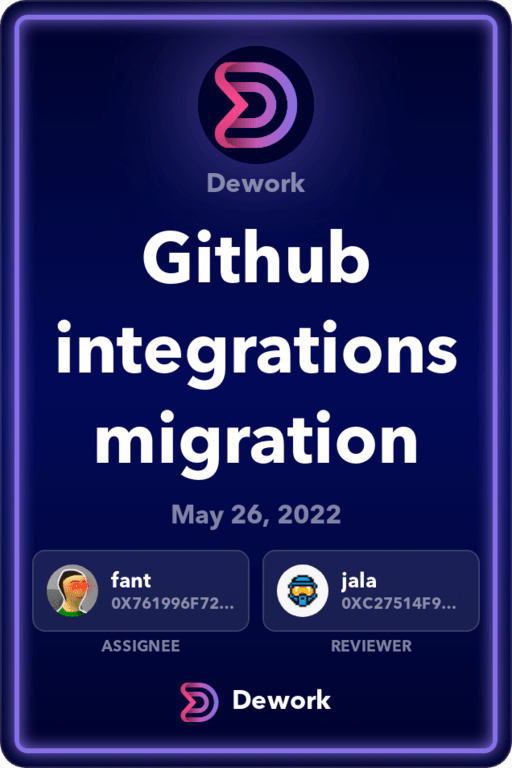 Dework
Github
integrations
migration
May 26, 2022
fant
0X761996F72...
jala
0XC27514F9...
ASSIGNEE
REVIEWER
Dework